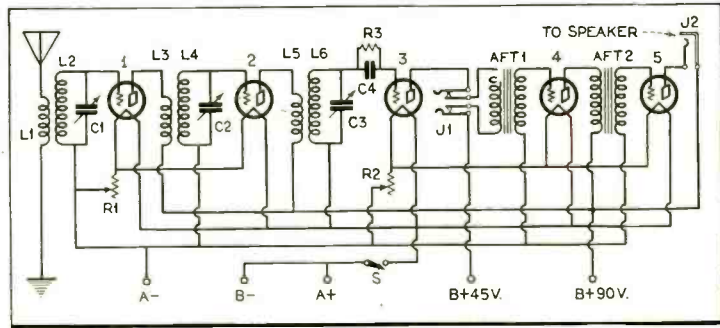 TO SPEAKER J2
L2 1 L3 L4 2 L5 L6 R3 3 AFT1 4 AFT2 5
C4
L1 C1 C2 C3 J1
R1 R2
S
A- B- A+ B+45V. B+90V.